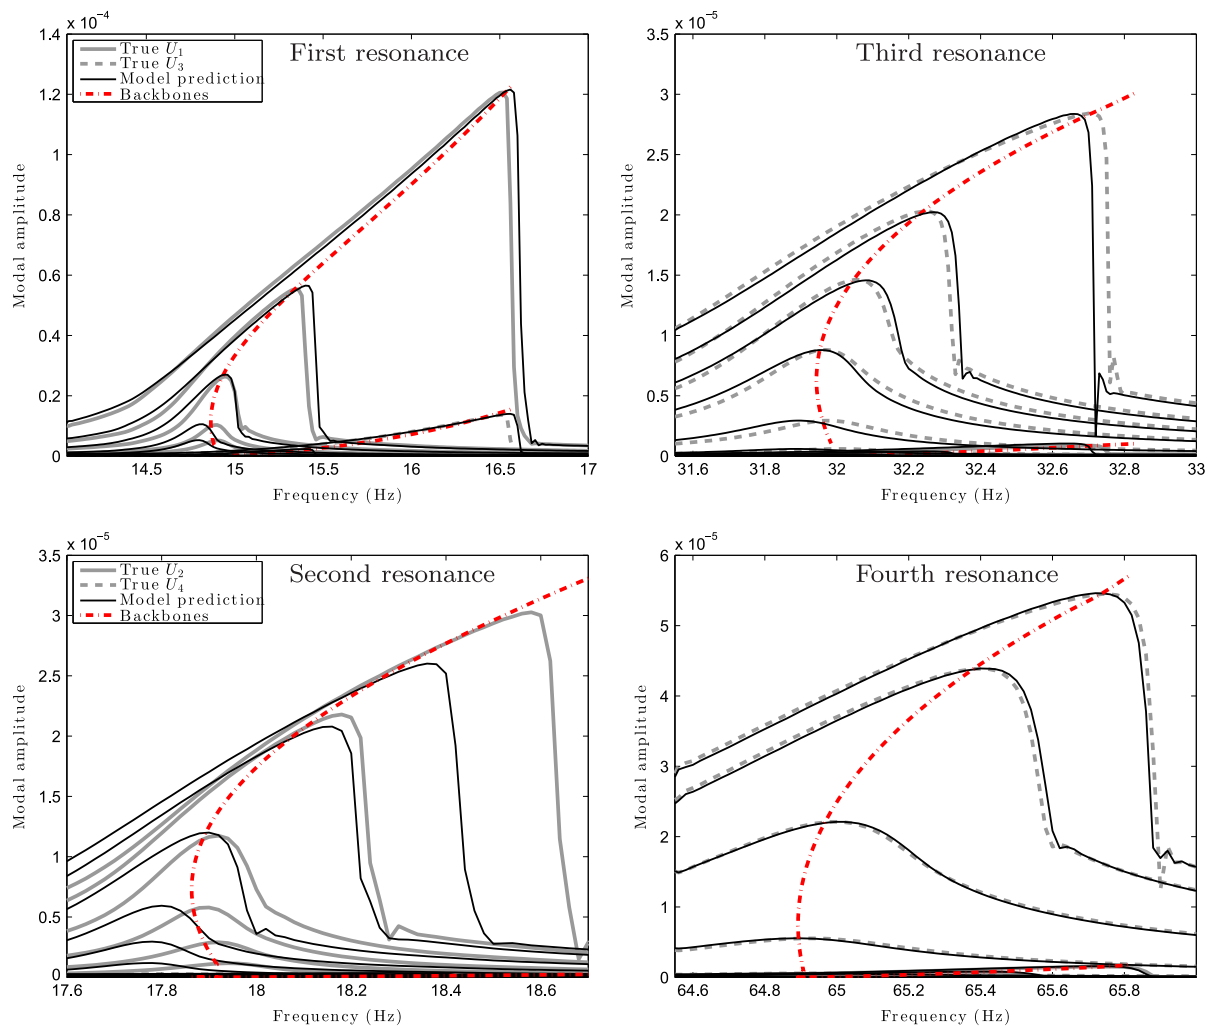 x 10⁻⁴
First resonance
True U₁
True U₃
Model prediction
Backbones
Modal amplitude
1.4
1.2
1
0.8
0.6
0.4
0.2
0
14.5 15 15.5 16 16.5 17
Frequency (Hz)
x 10⁻⁵
Third resonance
Modal amplitude
3.5
3
2.5
2
1.5
1
0.5
0
31.6 31.8 32 32.2 32.4 32.6 32.8 33
Frequency (Hz)
x 10⁻⁵
Second resonance
True U₂
True U₄
Model prediction
Backbones
Modal amplitude
3.5
3
2.5
2
1.5
1
0.5
0
17.6 17.8 18 18.2 18.4 18.6
Frequency (Hz)
x 10⁻⁵
Fourth resonance
Modal amplitude
6
5
4
3
2
1
0
64.6 64.8 65 65.2 65.4 65.6 65.8
Frequency (Hz)